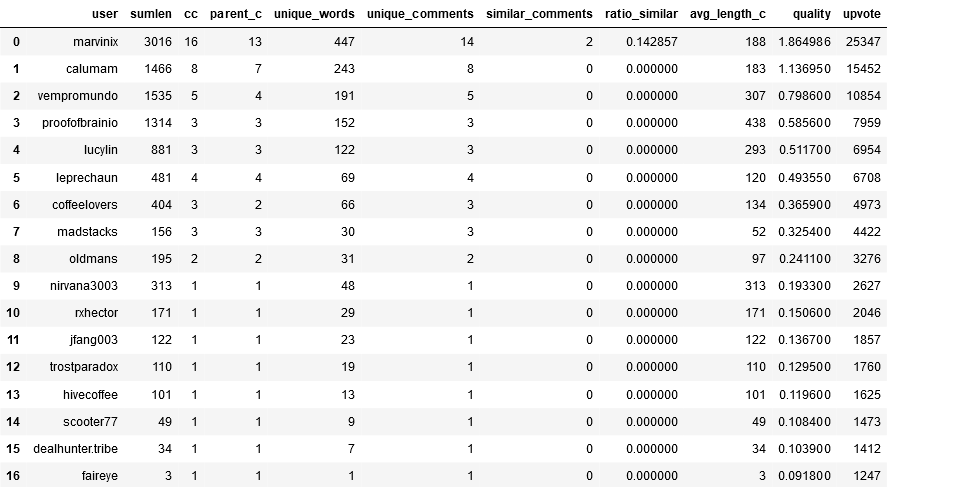 user sumlen cc parent_c unique_words unique_comments similar_comments ratio_similar avg_length_c quality upvote
0 marvinix 3016 16 13 447 14 2 0.142857 188 1.864986 25347
1 calumam 1466 8 7 243 8 0 0.000000 183 1.136950 15452
2 vempromundo 1535 5 4 191 5 0 0.000000 307 0.798600 10854
3 proofofbrainio 1314 3 3 152 3 0 0.000000 438 0.585600 7959
4 lucylin 881 3 3 122 3 0 0.000000 293 0.511700 6954
5 leprechaun 481 4 4 69 4 0 0.000000 120 0.493550 6708
6 coffeelovers 404 3 2 66 3 0 0.000000 134 0.365900 4973
7 madstacks 156 3 3 30 3 0 0.000000 52 0.325400 4422
8 oldmans 195 2 2 31 2 0 0.000000 97 0.241100 3276
9 nirvana3003 313 1 1 48 1 0 0.000000 313 0.193300 2627
10 rxhector 171 1 1 29 1 0 0.000000 171 0.150600 2046
11 jfang003 122 1 1 23 1 0 0.000000 122 0.136700 1857
12 trostparadox 110 1 1 19 1 0 0.000000 110 0.129500 1760
13 hivecoffee 101 1 1 13 1 0 0.000000 101 0.119600 1625
14 scooter77 49 1 1 9 1 0 0.000000 49 0.108400 1473
15 dealhunter.tribe 34 1 1 7 1 0 0.000000 34 0.103900 1412
16 faireye 3 1 1 1 1 0 0.000000 3 0.091800 1247